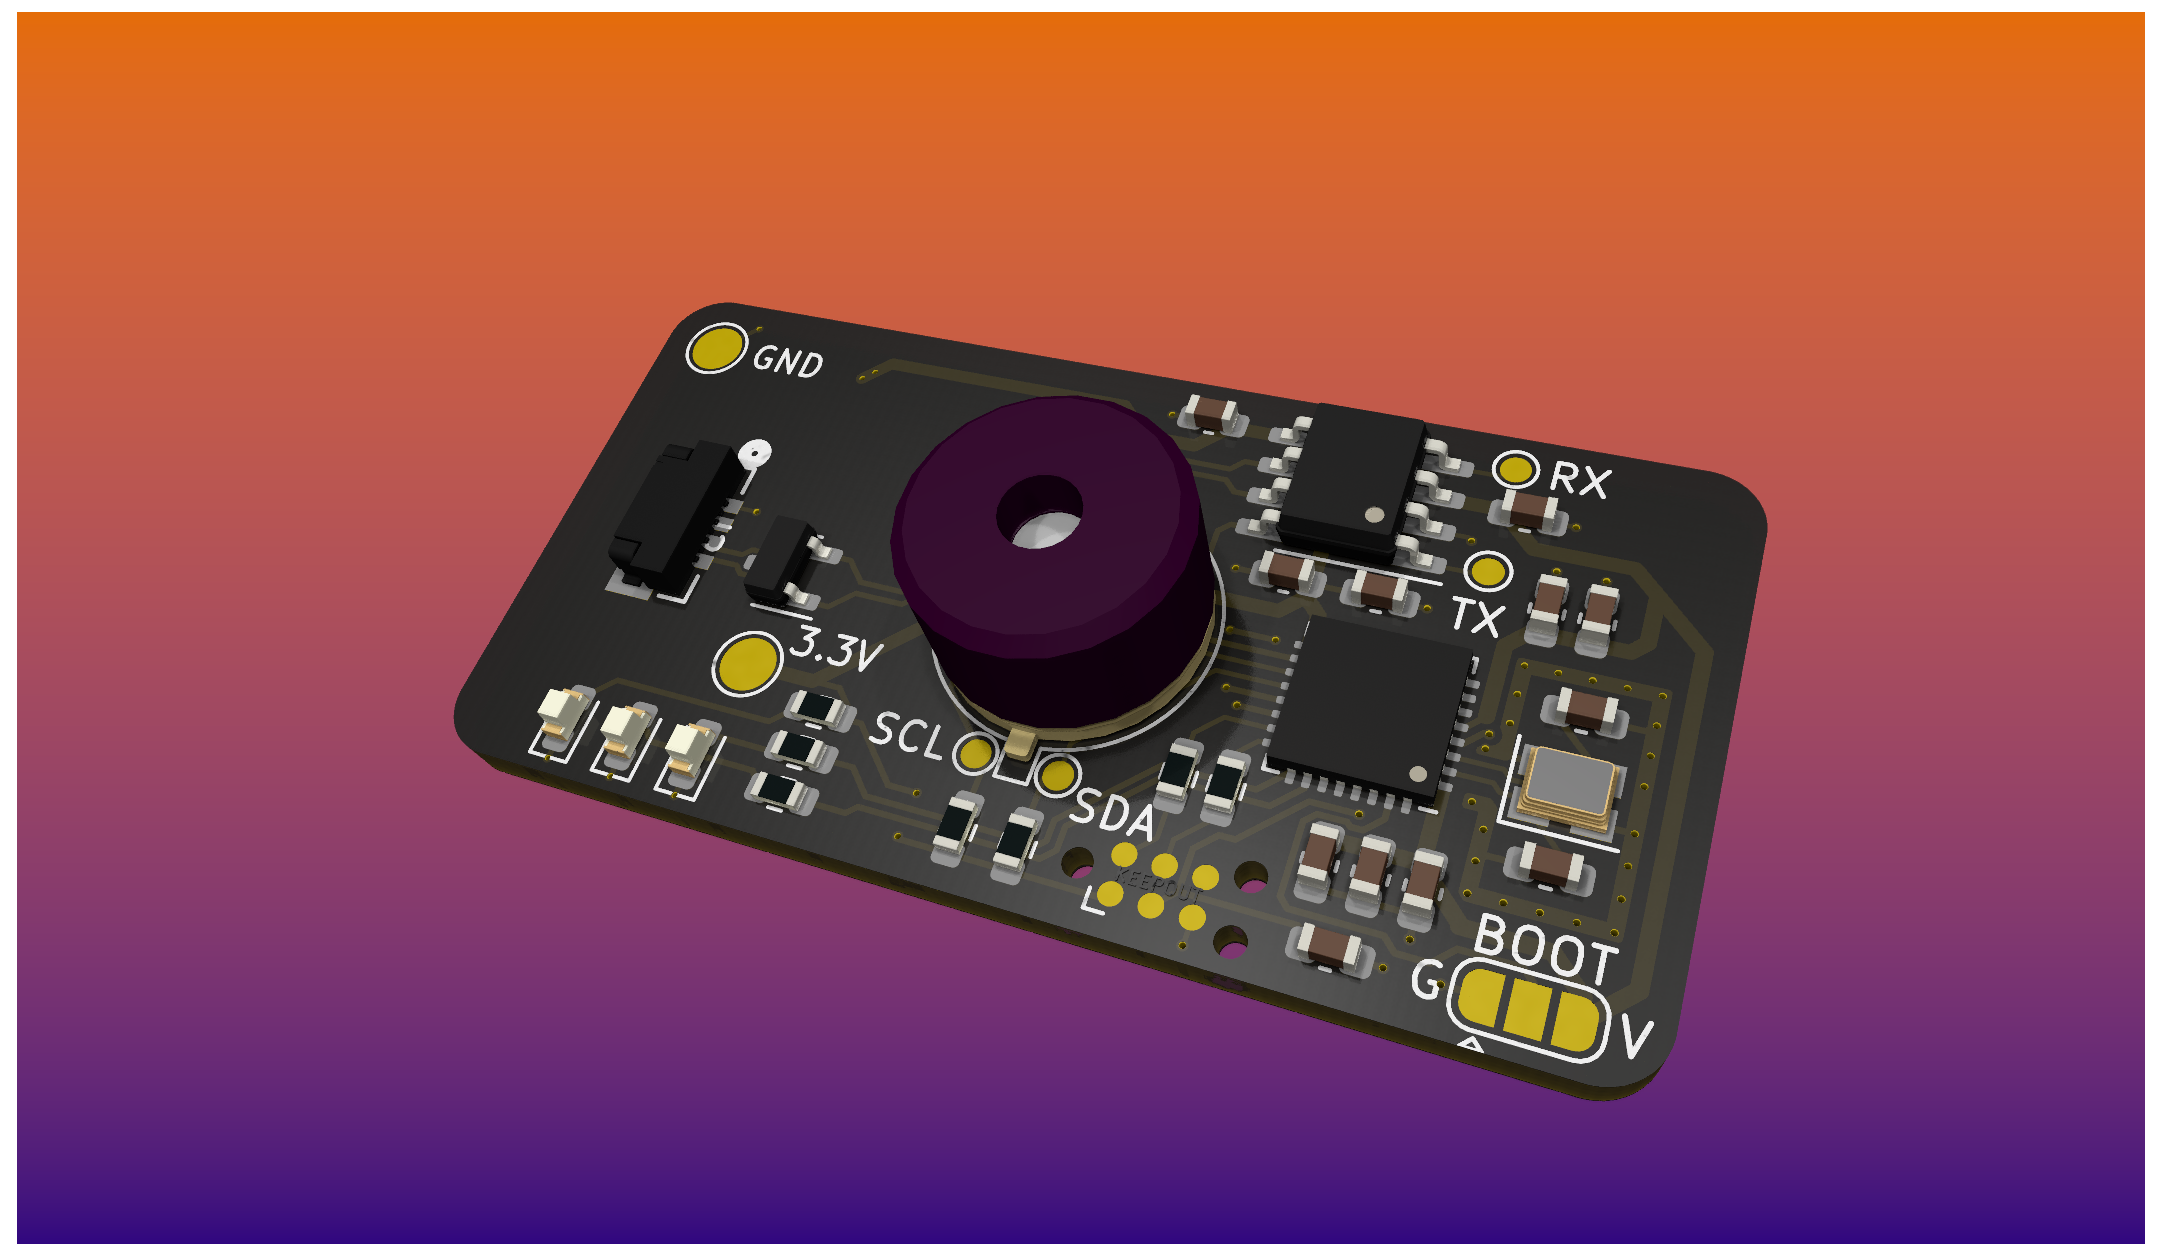 GND
RX
TX
3.3V
SCL
SDA
KEEPOUT
BOOT
G
V